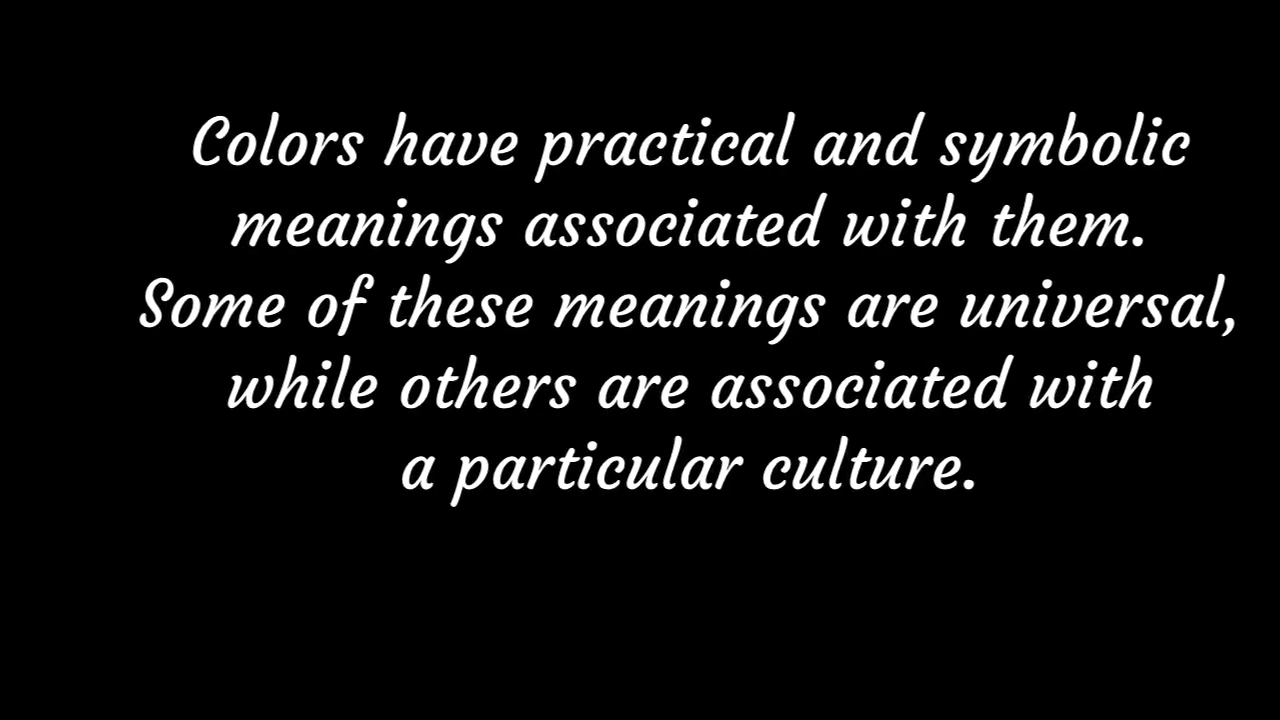 Colors have practical and symbolic
meanings associated with them.
Some of these meanings are universal,
while others are associated with
a particular culture.